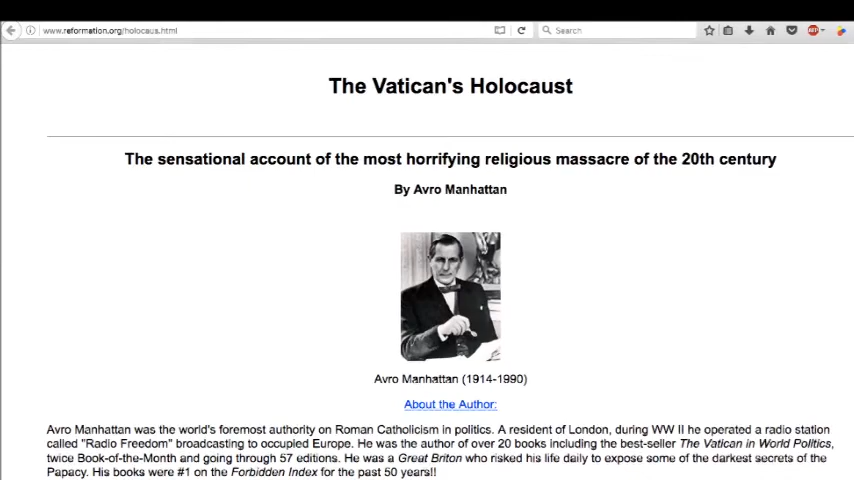 www.reformation.org/holocaus.html
Search
The Vatican's Holocaust
The sensational account of the most horrifying religious massacre of the 20th century
By Avro Manhattan
Avro Manhattan (1914-1990)
About the Author:
Avro Manhattan was the world's foremost authority on Roman Catholicism in politics. A resident of London, during WW II he operated a radio station
called "Radio Freedom" broadcasting to occupied Europe. He was the author of over 20 books including the best-seller The Vatican in World Politics,
twice Book-of-the-Month and going through 57 editions. He was a Great Briton who risked his life daily to expose some of the darkest secrets of the
Papacy. His books were #1 on the Forbidden Index for the past 50 years!!